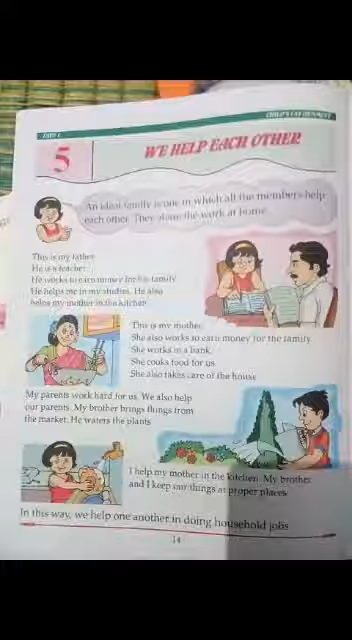 UNIT-1
CHILD'S ENVIRONMENT
5
WE HELP EACH OTHER
An ideal family is one in which all the members help
each other. They share the work at home.
This is my father.
He is a teacher.
He works to earn money for his family.
He helps me in my studies. He also
helps my mother in the kitchen.
This is my mother.
She also works to earn money for the family.
She works in a bank.
She cooks food for us.
She also takes care of the house.
My parents work hard for us. We also help
our parents. My brother brings things from
the market. He waters the plants.
I help my mother in the kitchen. My brother
and I keep our things at proper places.
In this way, we help one another in doing household jobs.
14